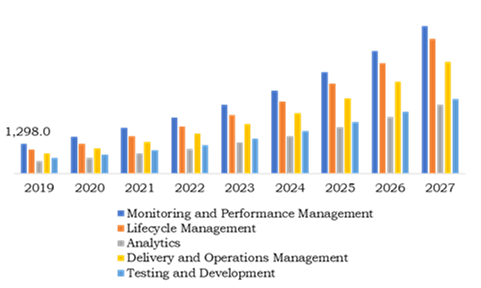 1,298.0
2019 2020 2021 2022 2023 2024 2025 2026 2027
Monitoring and Performance Management
Lifecycle Management
Analytics
Delivery and Operations Management
Testing and Development